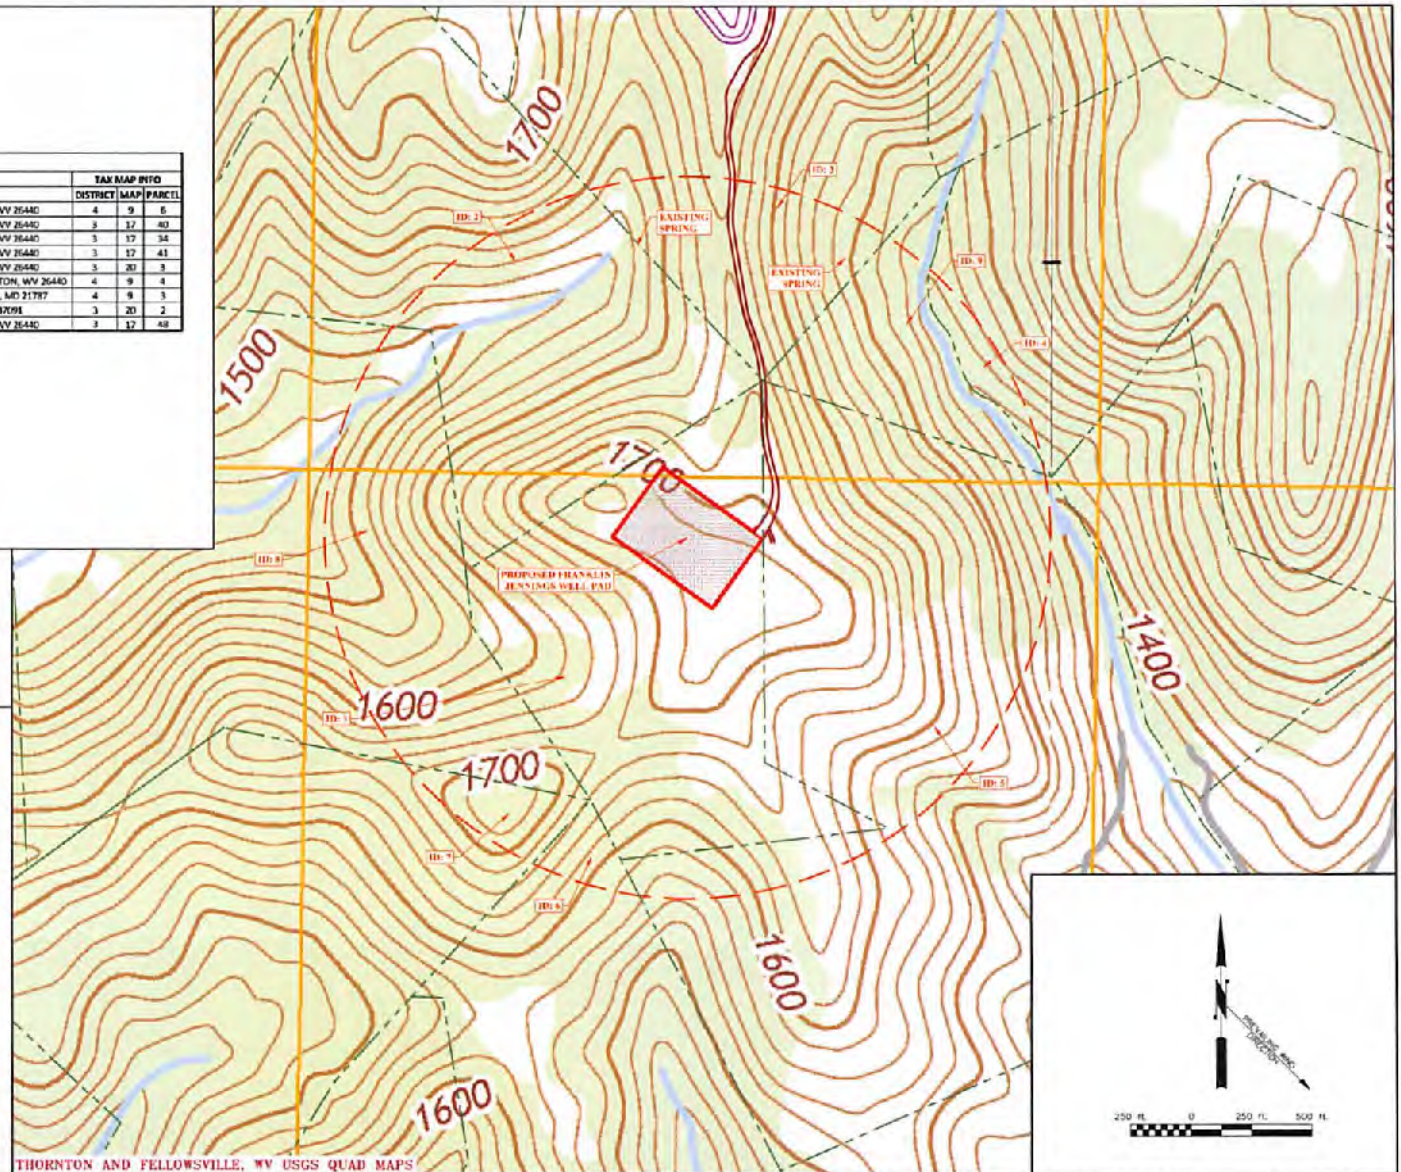 TAX MAP INFO
DISTRICT MAP PARCEL
WV 26440 4 9 6
WV 26440 3 17 40
WV 26440 3 17 34
WV 26440 3 17 41
WV 26440 3 20 3
TON, WV 26440 4 9 4
, MD 21787 4 9 3
3 20 2
WV 26440 3 17 48
1700
ID: 2
EXISTING
SPRING
EXISTING
SPRING
ID: 9
ID: 4
1500
1700
ID: 8
PROPOSED FRANKLIN
JENNINGS WELL PAD
1400
1600
1700
ID: 5
ID: 7
ID: 6
1600
1600
PREVAILING WIND
DIRECTION
250 FT. 0 250 FT. 500 FT.
THORNTON AND FELLOWSVILLE, WV USGS QUAD MAPS